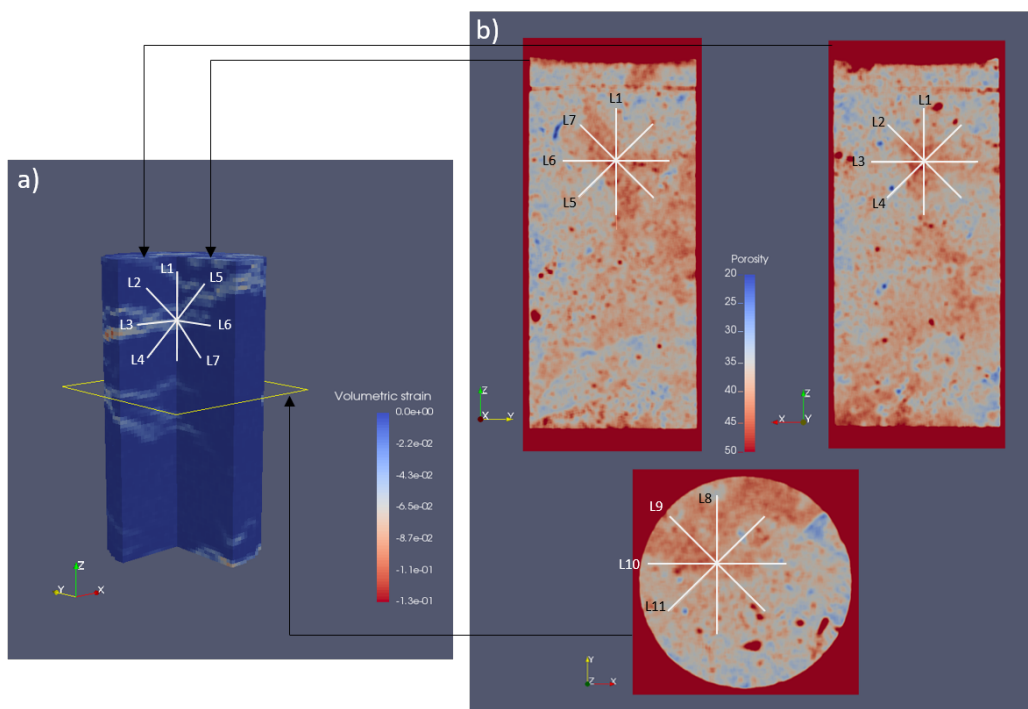 a)
L1
L2
L5
L3
L6
L4
L7
Volumetric strain
0.0e+00
-2.2e-02
-4.3e-02
-6.5e-02
-8.7e-02
-1.1e-01
-1.3e-01
Z
Y
X
b)
L1
L7
L6
L5
Z
X
Y
L1
L2
L3
L4
Z
X
Y
Porosity
20
25
30
35
40
45
50
L8
L9
L10
L11
Y
Z
X